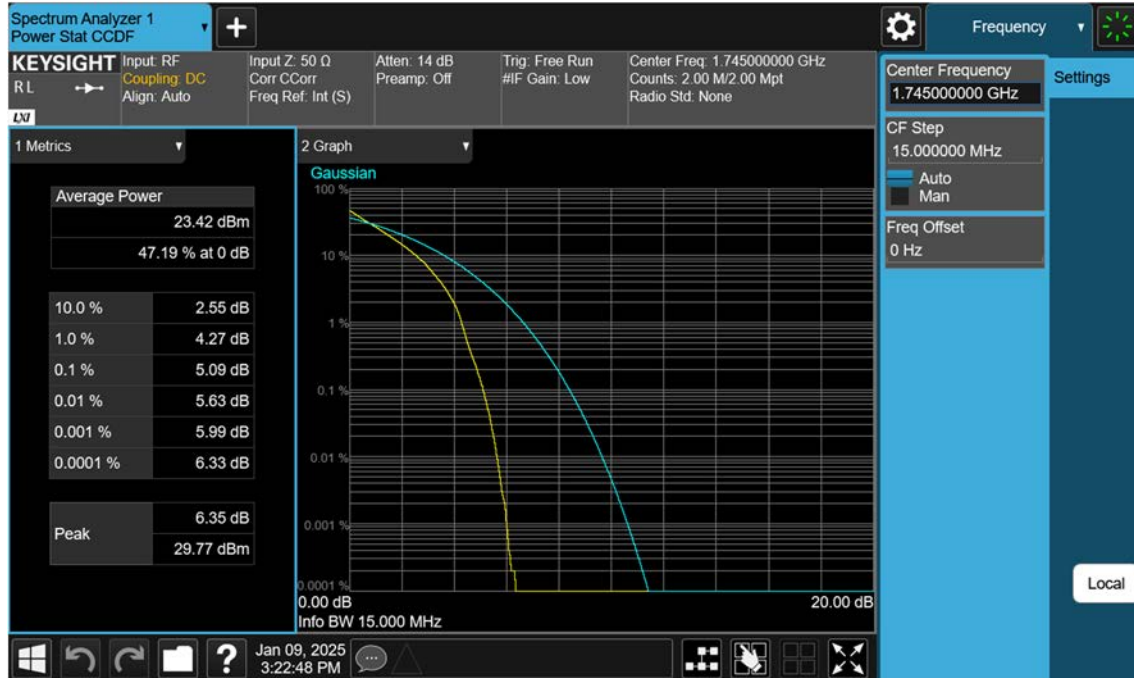 Spectrum Analyzer 1
Power Stat CCDF
Frequency
KEYSIGHT
RL
LXI
Input: RF
Coupling: DC
Align: Auto
Input Z: 50 Ω
Corr CCorr
Freq Ref: Int (S)
Atten: 14 dB
Preamp: Off
Trig: Free Run
#IF Gain: Low
Center Freq: 1.745000000 GHz
Counts: 2.00 M/2.00 Mpt
Radio Std: None
Center Frequency
1.745000000 GHz
Settings
CF Step
15.000000 MHz
Auto
Man
Freq Offset
0 Hz
Local
1 Metrics
Average Power
23.42 dBm
47.19 % at 0 dB
10.0 % 2.55 dB
1.0 % 4.27 dB
0.1 % 5.09 dB
0.01 % 5.63 dB
0.001 % 5.99 dB
0.0001 % 6.33 dB
Peak
6.35 dB
29.77 dBm
2 Graph
Gaussian
100 %
10 %
1 %
0.1 %
0.01 %
0.001 %
0.0001 %
0.00 dB 20.00 dB
Info BW 15.000 MHz
?
Jan 09, 2025
3:22:48 PM